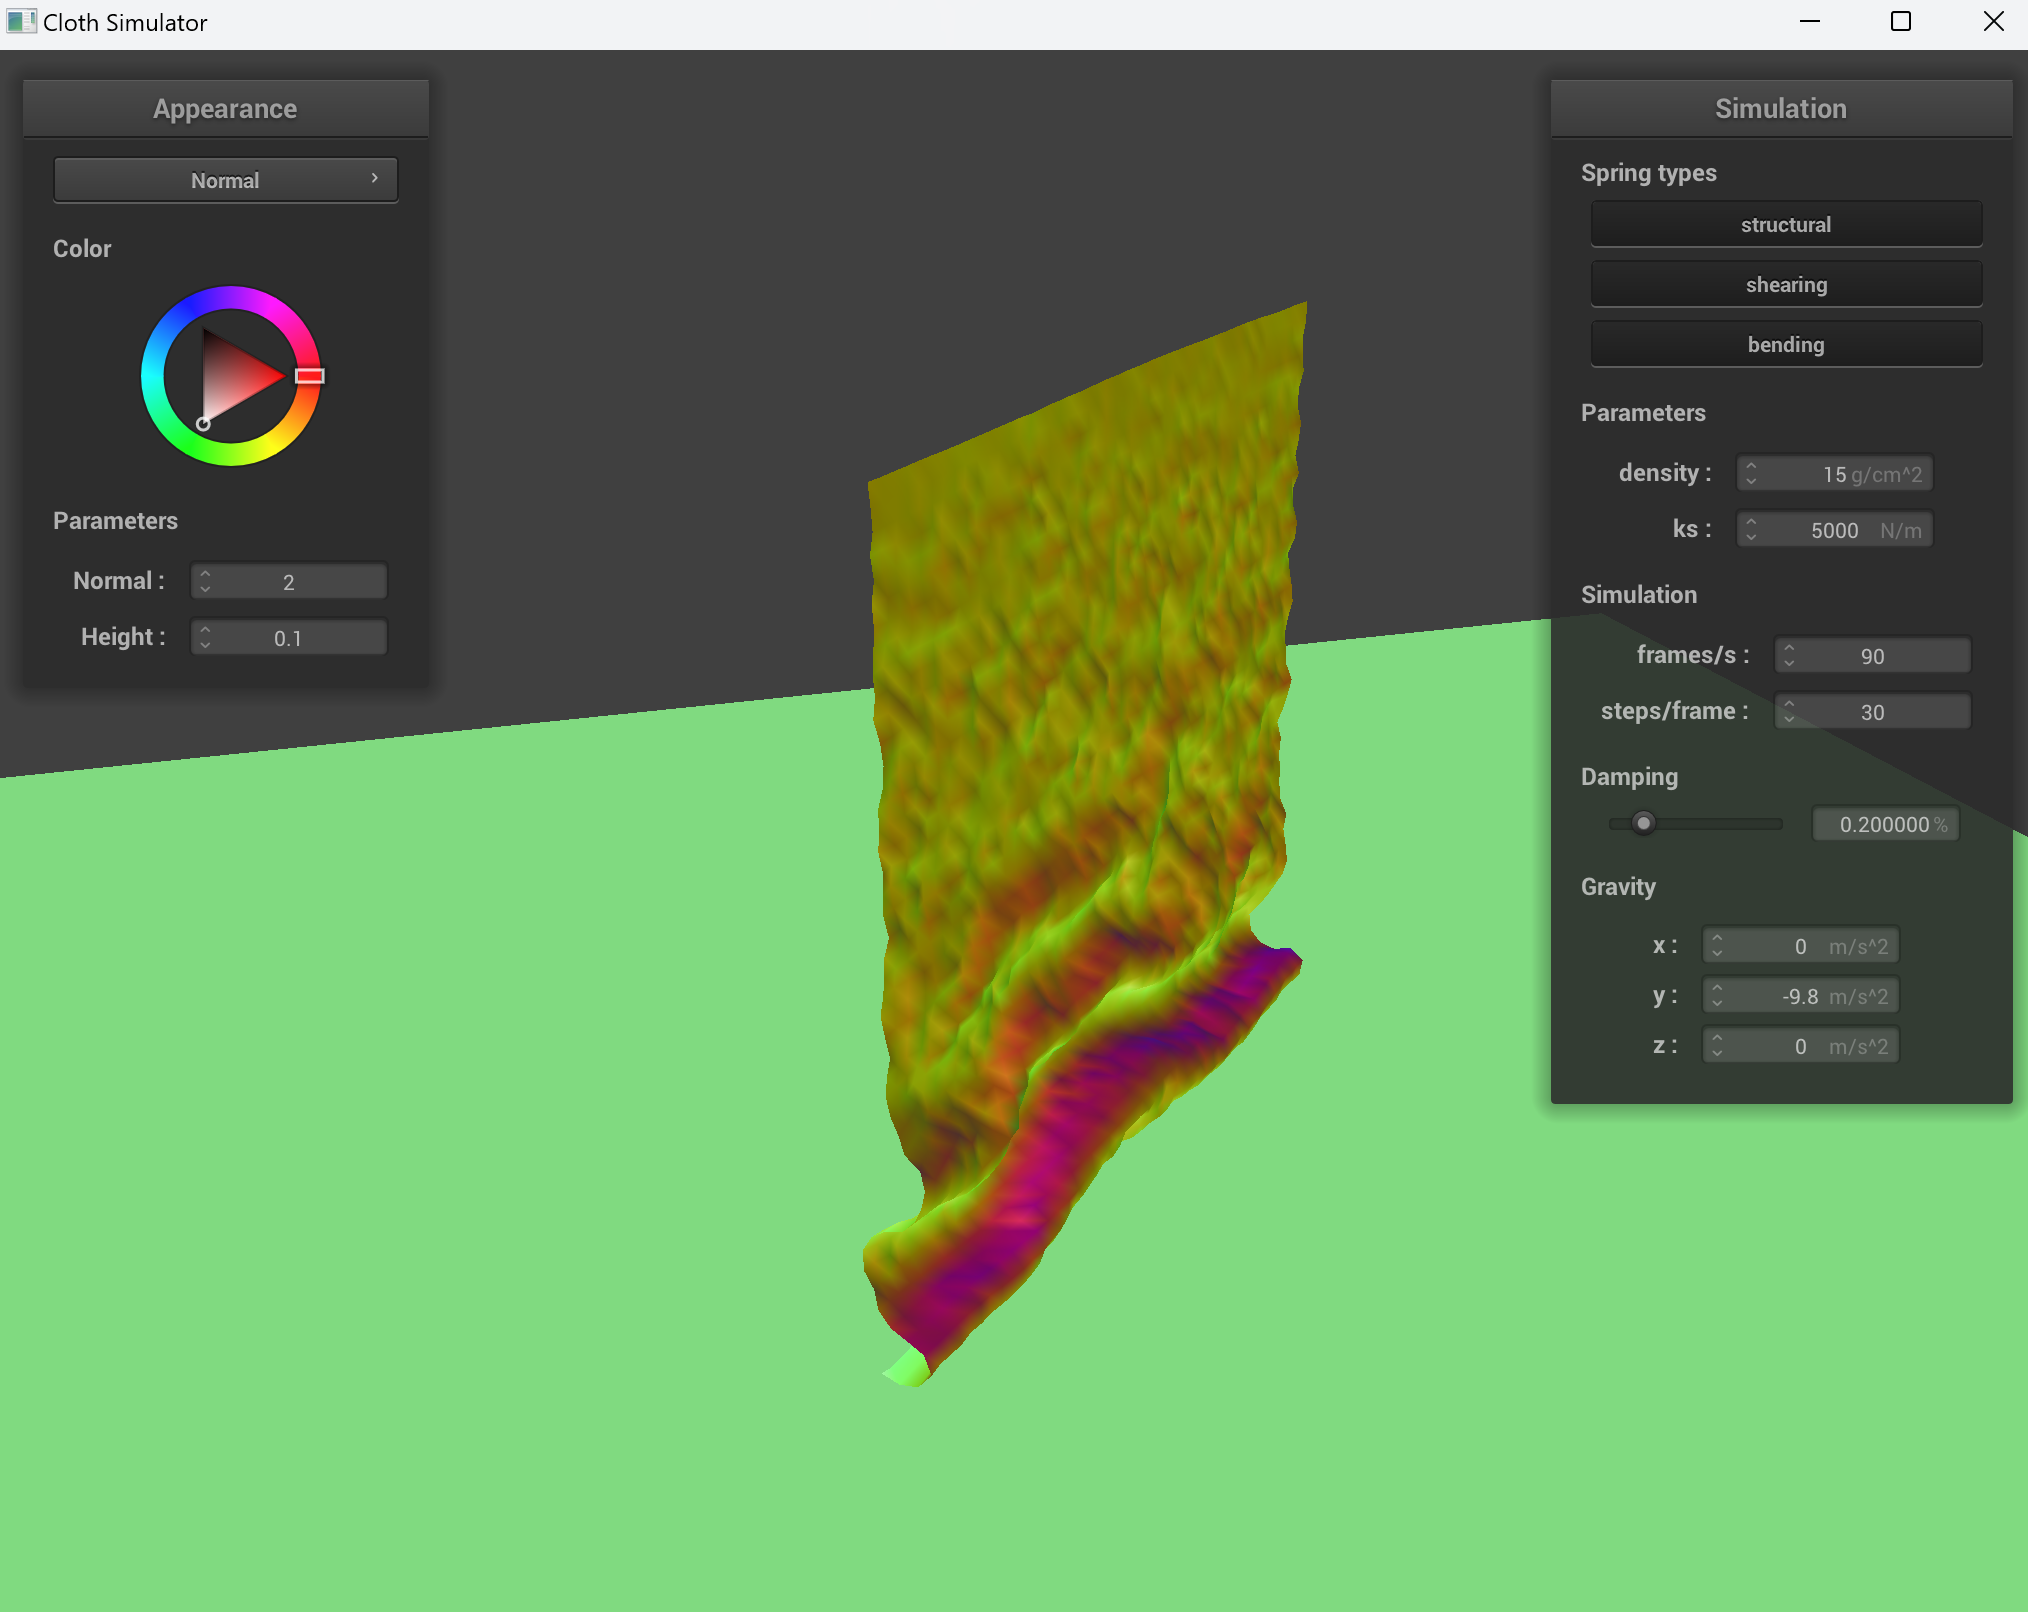 Cloth Simulator
Appearance
Normal
Color
Parameters
Normal : 2
Height : 0.1
Simulation
Spring types
structural
shearing
bending
Parameters
density : 15 g/cm^2
ks : 5000 N/m
Simulation
frames/s : 90
steps/frame : 30
Damping
0.200000 %
Gravity
x : 0 m/s^2
y : -9.8 m/s^2
z : 0 m/s^2